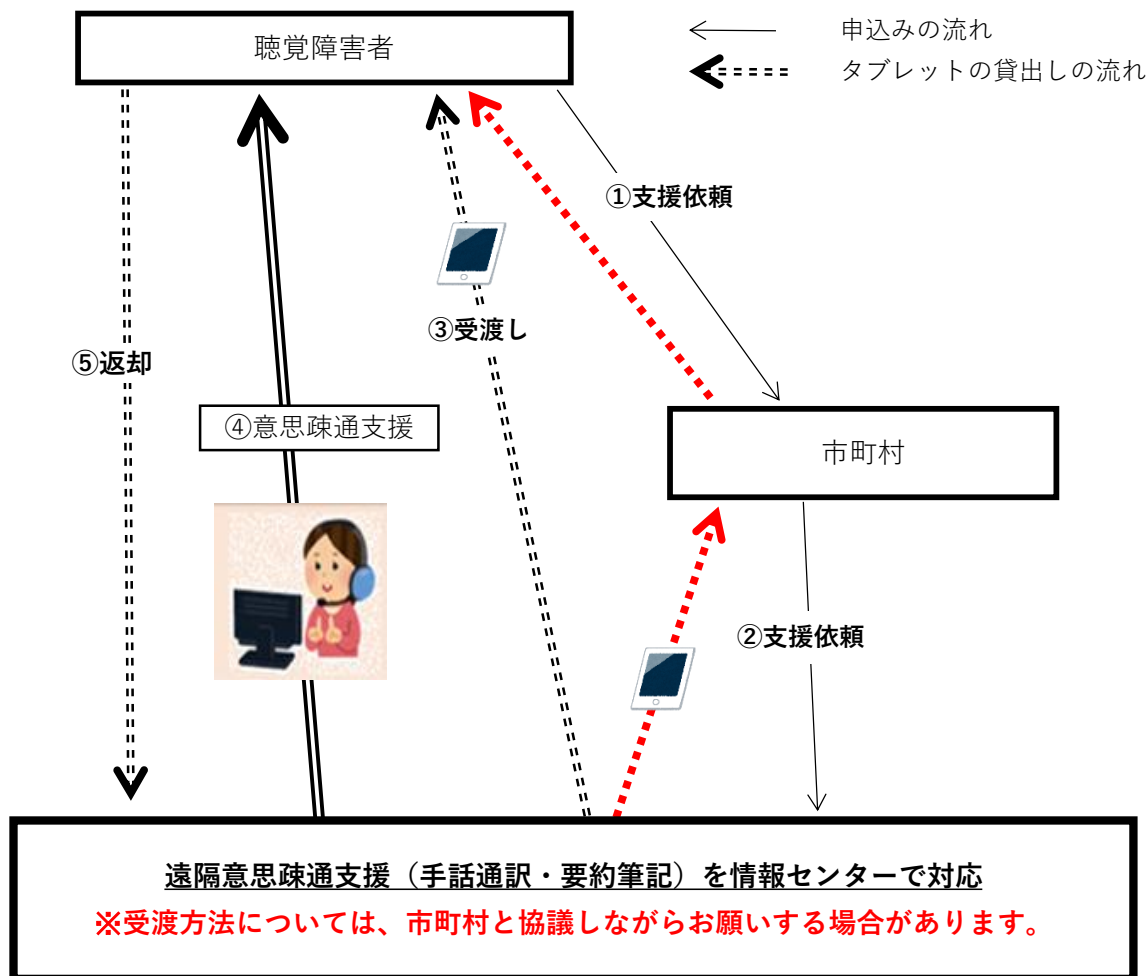 聴覚障害者
申込みの流れ
タブレットの貸出しの流れ
①支援依頼
③受渡し
⑤返却
④意思疎通支援
市町村
②支援依頼
遠隔意思疎通支援（手話通訳・要約筆記）を情報センターで対応
※受渡方法については、市町村と協議しながらお願いする場合があります。